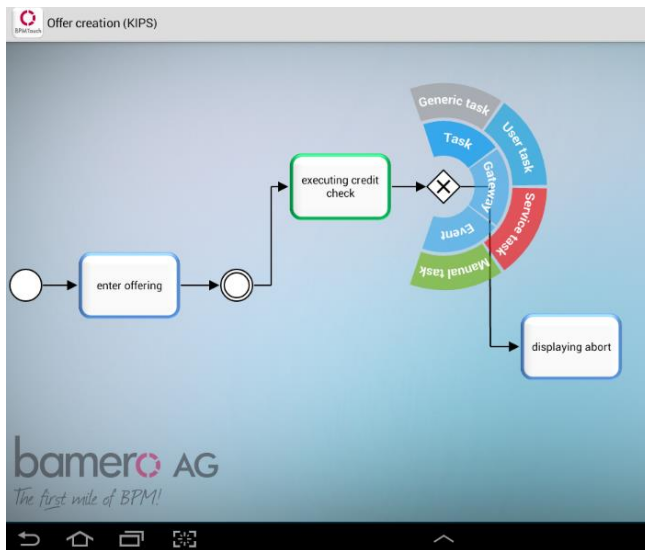 BPMTouch
Offer creation (KIPS)
Generic task
User task
Task
Gateway
Service task
Event
Manual task
executing credit
check
enter offering
displaying abort
bamero AG
The first mile of BPM!